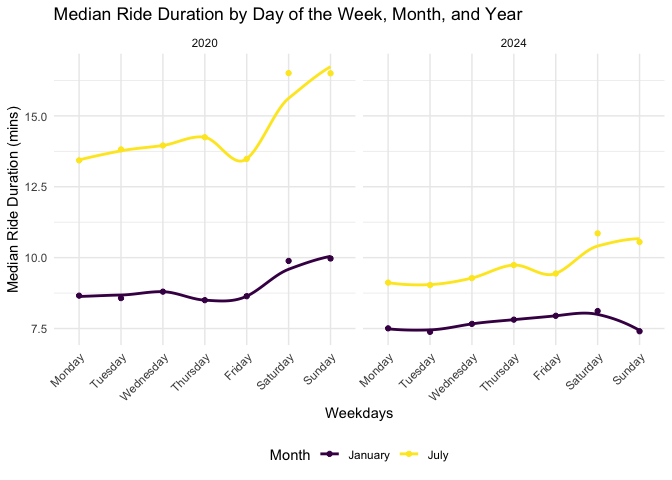 Median Ride Duration by Day of the Week, Month, and Year
2020
2024
Median Ride Duration (mins)
15.0
12.5
10.0
7.5
Monday
Tuesday
Wednesday
Thursday
Friday
Saturday
Sunday
Monday
Tuesday
Wednesday
Thursday
Friday
Saturday
Sunday
Weekdays
Month
January
July